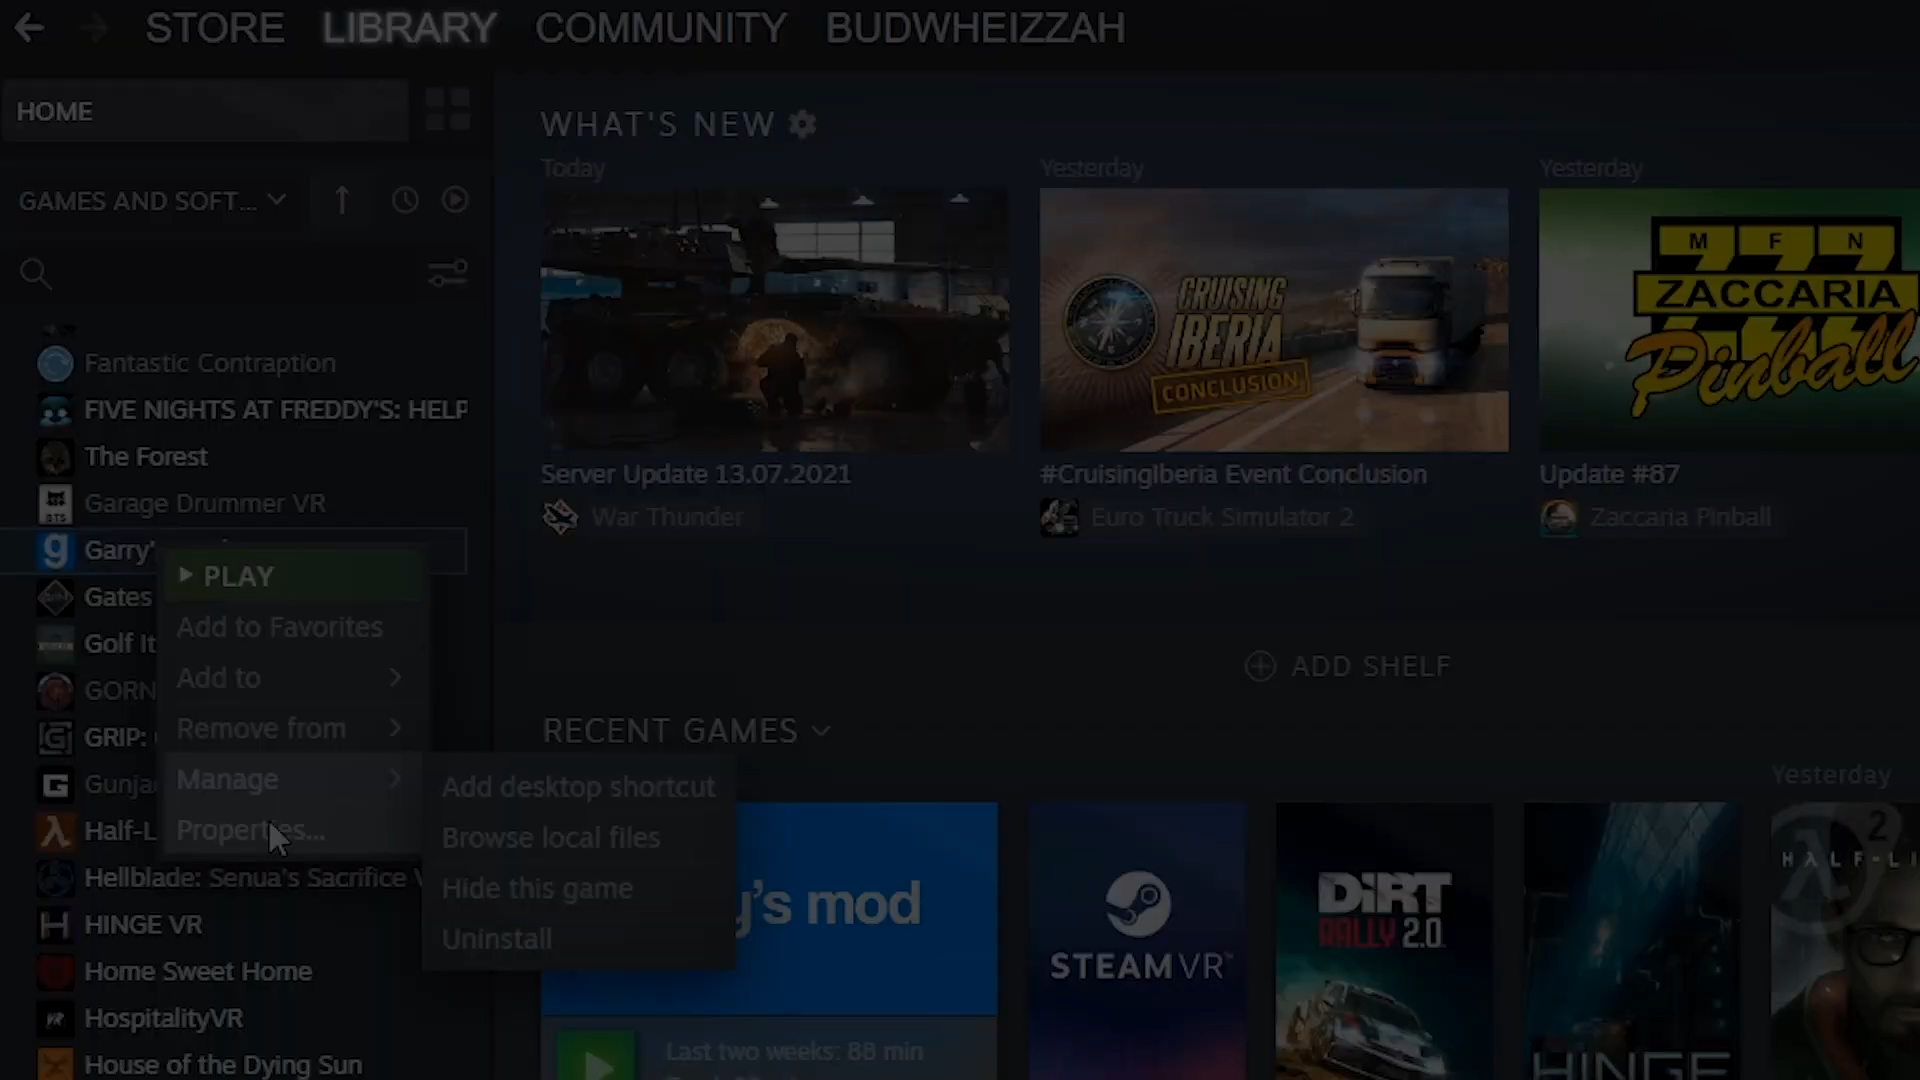 STORE LIBRARY COMMUNITY BUDWHEIZZAH
HOME
GAMES AND SOFT...
Fantastic Contraption
FIVE NIGHTS AT FREDDY'S: HELP
The Forest
Garage Drummer VR
Garry'
Gates
Golf It
GORN
GRIP:
Gunja
Half-L
Hellblade: Senua's Sacrifice V
HINGE VR
Home Sweet Home
HospitalityVR
House of the Dying Sun
PLAY
Add to Favorites
Add to
Remove from
Manage
Properties...
Add desktop shortcut
Browse local files
Hide this game
Uninstall
WHAT'S NEW
Today
Server Update 13.07.2021
War Thunder
Yesterday
CRUISING
IBERIA
CONCLUSION
#CruisingIberia Event Conclusion
Euro Truck Simulator 2
Yesterday
M F N
ZACCARIA
Pinball
Update #87
Zaccaria Pinball
ADD SHELF
RECENT GAMES
y's mod
Last two weeks: 88 min
STEAMVR™
DiRT
RALLY 2.0
HINGE
Yesterday
2
HALF-LI